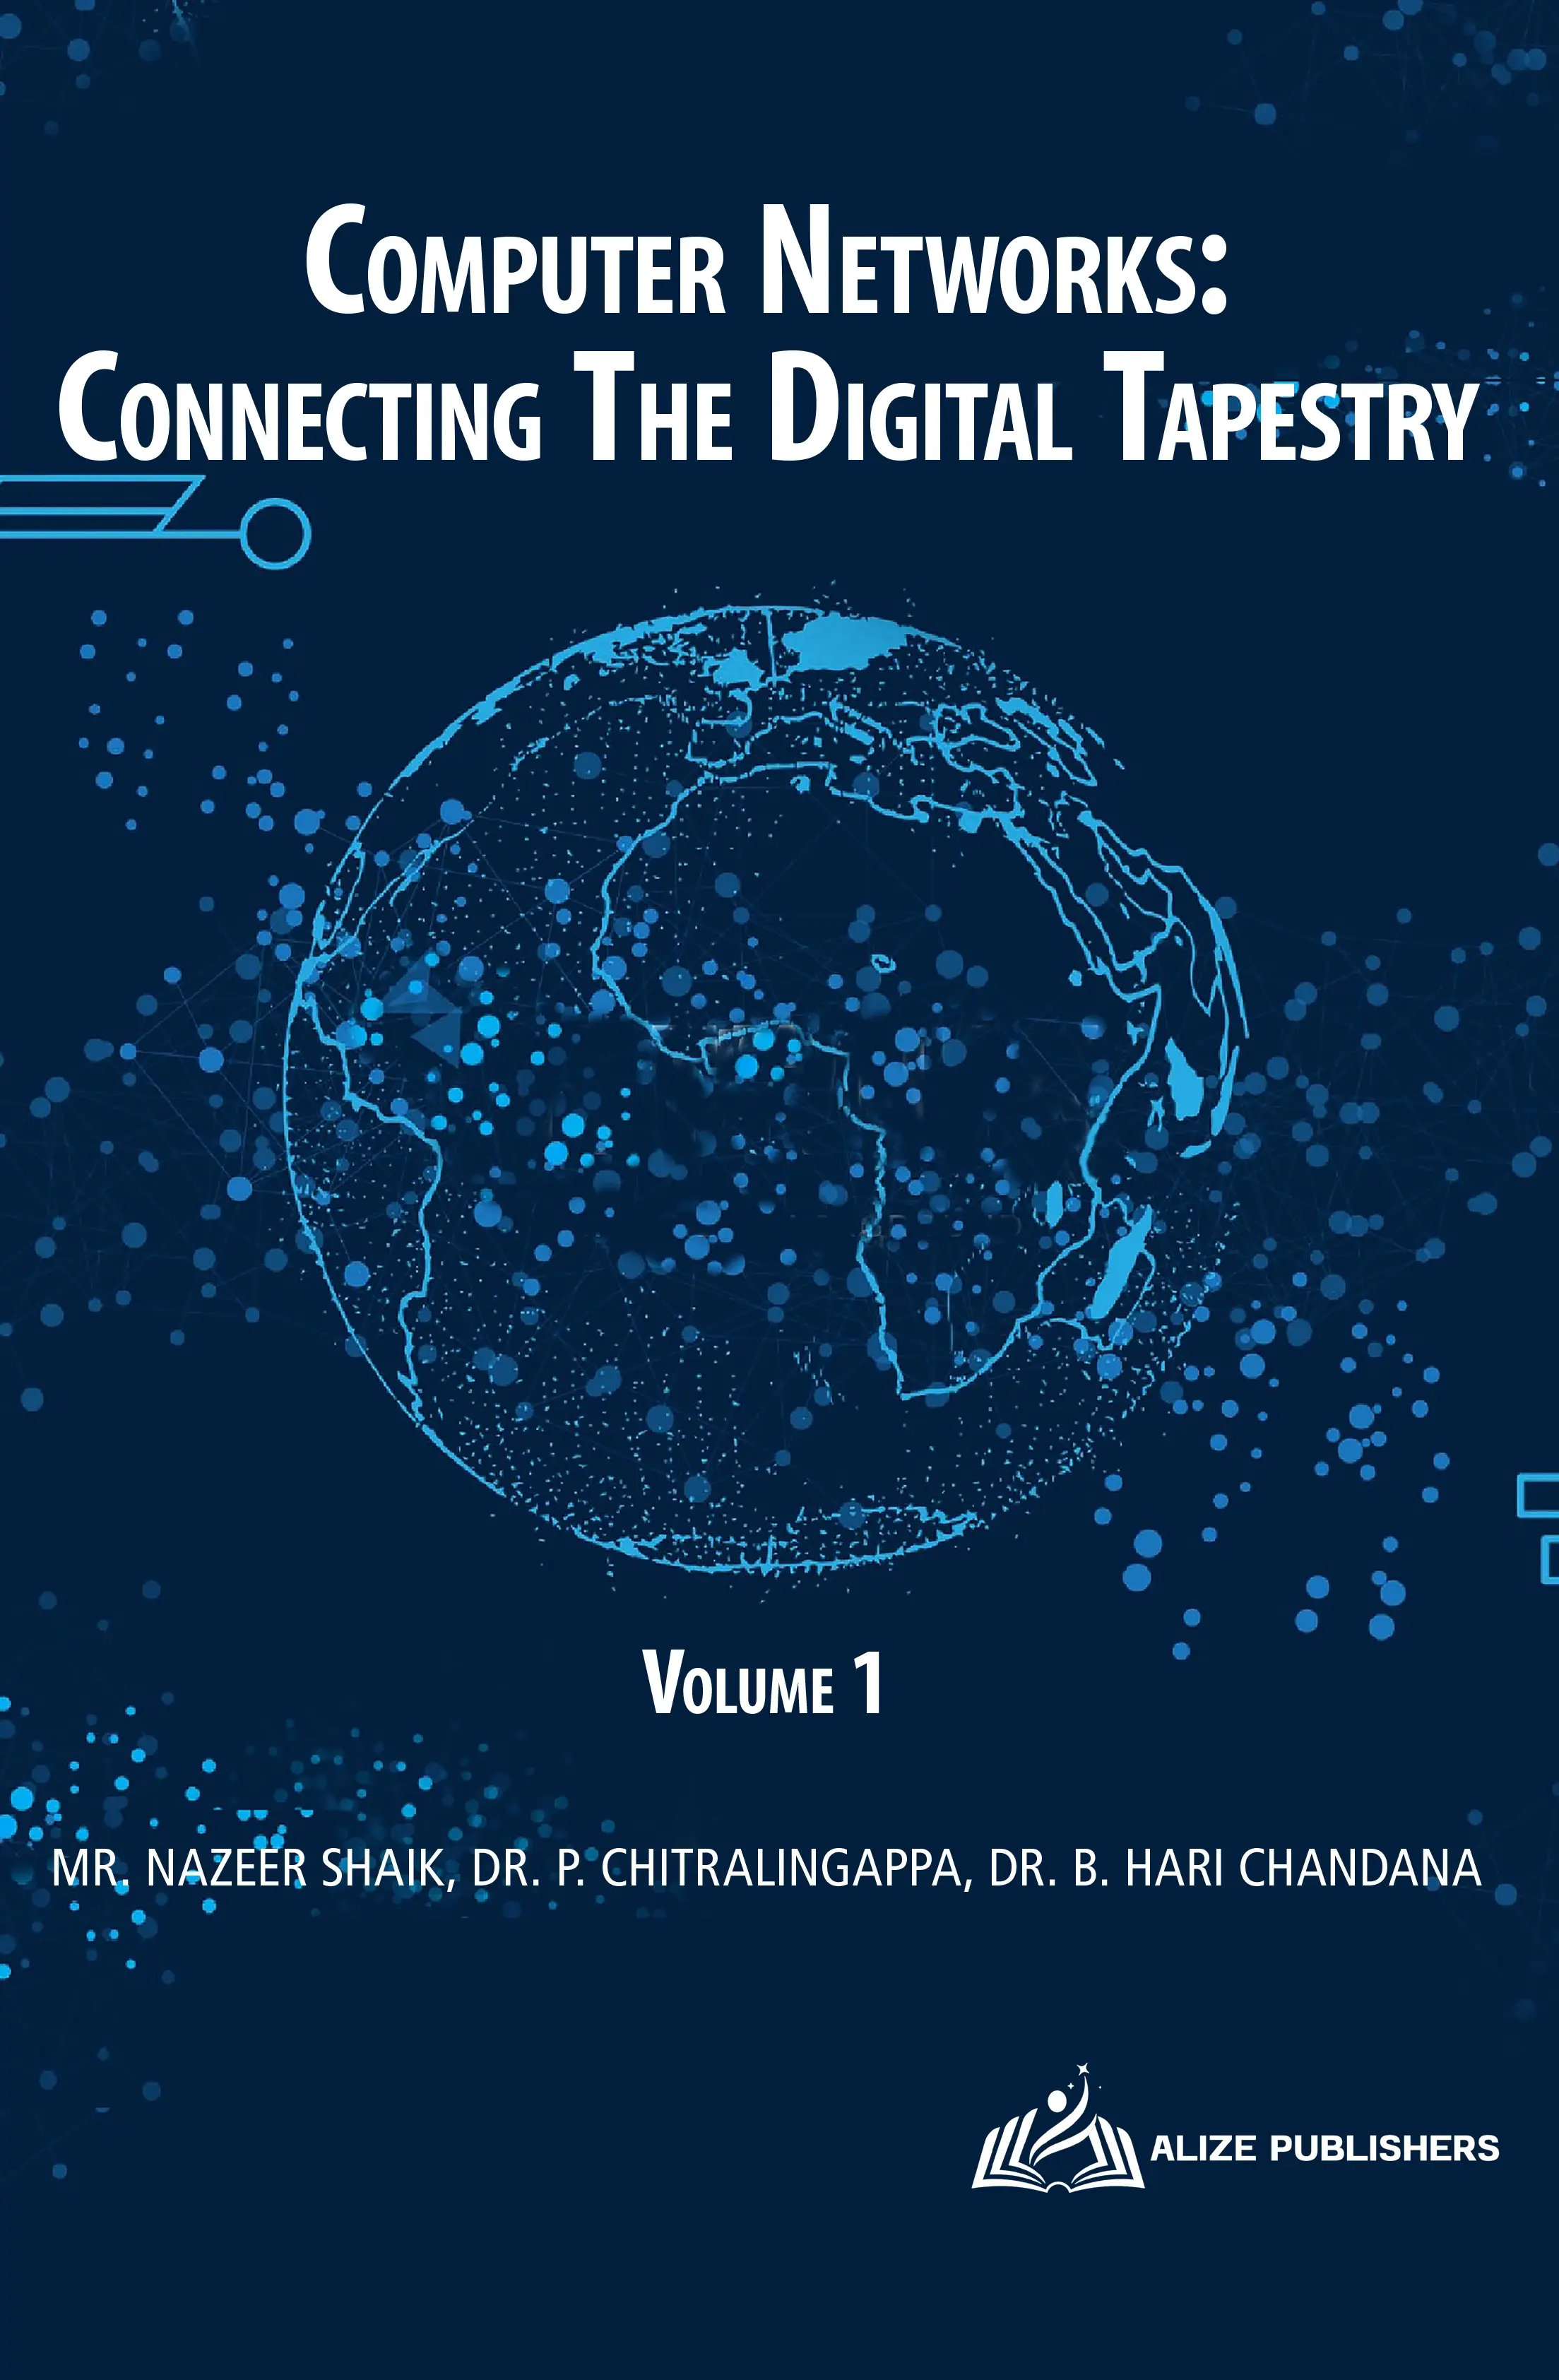 Computer Networks:
Connecting The Digital Tapestry
Volume 1
MR. NAZEER SHAIK, DR. P. CHITRALINGAPPA, DR. B. HARI CHANDANA
ALIZE PUBLISHERS